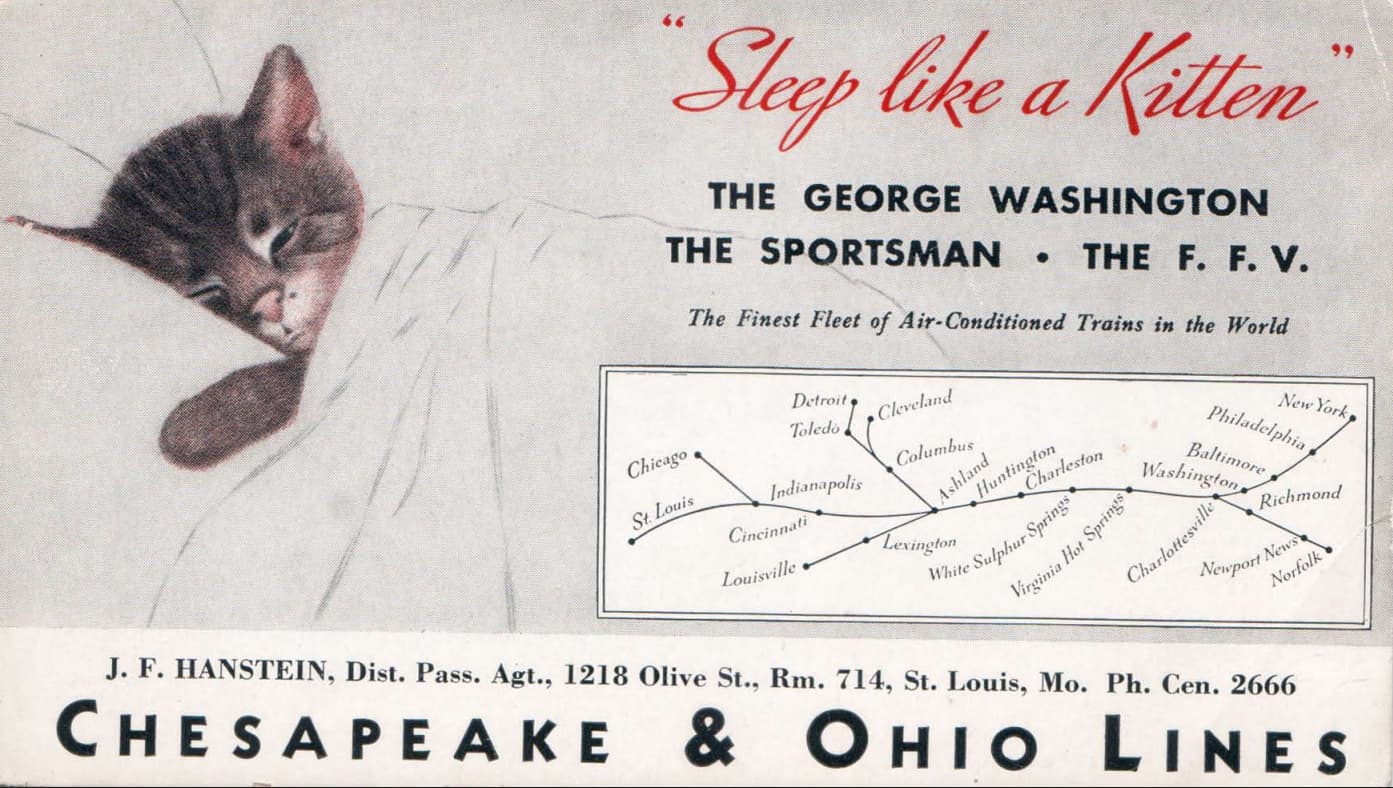 “Sleep like a Kitten”
THE GEORGE WASHINGTON
THE SPORTSMAN • THE F. F. V.
The Finest Fleet of Air-Conditioned Trains in the World
Detroit
Cleveland
New York
Toledo
Philadelphia
Columbus
Baltimore
Chicago
Ashland
Huntington
Charleston
Washington
Indianapolis
Richmond
St. Louis
Cincinnati
White Sulphur Springs
Virginia Hot Springs
Charlottesville
Lexington
Newport News
Louisville
Norfolk
J. F. HANSTEIN, Dist. Pass. Agt., 1218 Olive St., Rm. 714, St. Louis, Mo. Ph. Cen. 2666
CHESAPEAKE & OHIO LINES